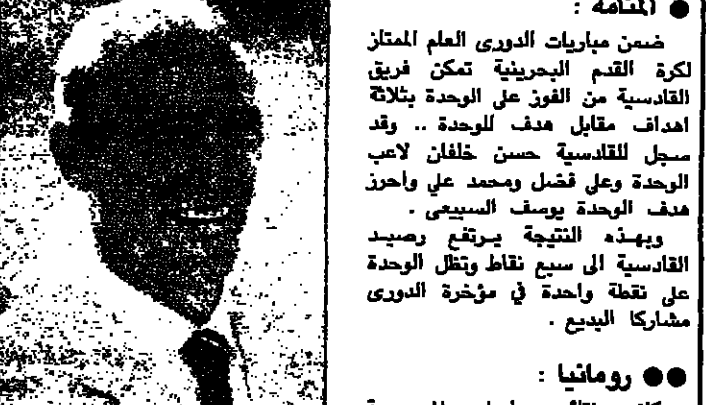 ● المنامة :
ضمن مباريات الدورى العام الممتاز
لكرة القدم البحرينية تمكن فريق
القادسية من الفوز على الوحدة بثلاثة
اهداف مقابل هدف للوحدة .. وقد
سجل للقادسية حسن خلفان لاعب
الوحدة وعلى فضل ومحمد علي واحرز
هدف الوحدة يوسف السبيعى .
وبهذه النتيجة يرتفع رصيد
القادسية الى سبع نقاط وتظل الوحدة
على نقطة واحدة في مؤخرة الدورى
مشاركا البديع .
●● رومانيا :